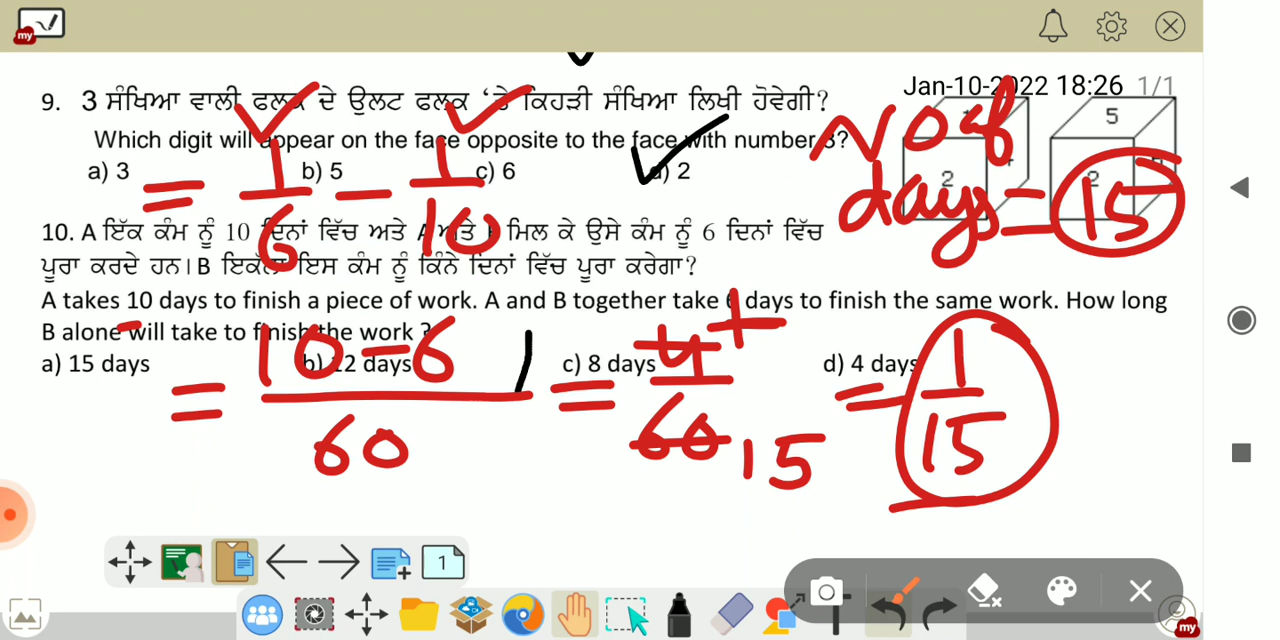 my
Jan-10-2022 18:26 1/1
9. 3 ਸੰਖਿਆ ਵਾਲੀ ਫਲਕ ਦੇ ਉਲਟ ਫਲਕ ‘ਤੇ ਕਿਹੜੀ ਸੰਖਿਆ ਲਿਖੀ ਹੋਵੇਗੀ?
Which digit will appear on the face opposite to the face with number 3?
a) 3 b) 5 c) 6 d) 2
2 5 2
No of
days = 15
= 1/6 - 1/10
10. A ਇੱਕ ਕੰਮ ਨੂੰ 10 ਦਿਨਾਂ ਵਿੱਚ ਅਤੇ A ਅਤੇ B ਮਿਲ ਕੇ ਉਸੇ ਕੰਮ ਨੂੰ 6 ਦਿਨਾਂ ਵਿੱਚ
ਪੂਰਾ ਕਰਦੇ ਹਨ। B ਇਕੱਲਾ ਇਸ ਕੰਮ ਨੂੰ ਕਿੰਨੇ ਦਿਨਾਂ ਵਿੱਚ ਪੂਰਾ ਕਰੇਗਾ?
A takes 10 days to finish a piece of work. A and B together take 6 days to finish the same work. How long
B alone will take to finish the work ?
a) 15 days b) 12 days c) 8 days d) 4 days
= 10-6/60 = 4/60 15 = 1/15
1
my